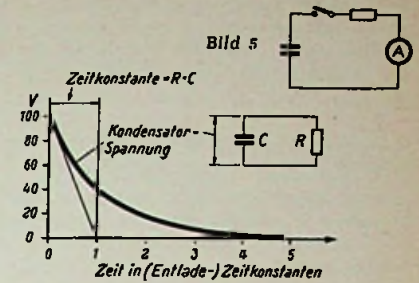 Bild 5
A
Zeitkonstante = R·C
V
100
80
60
40
20
0
Kondensator-
Spannung
C
R
0 1 2 3 4 5
Zeit in (Entlade-) Zeitkonstanten